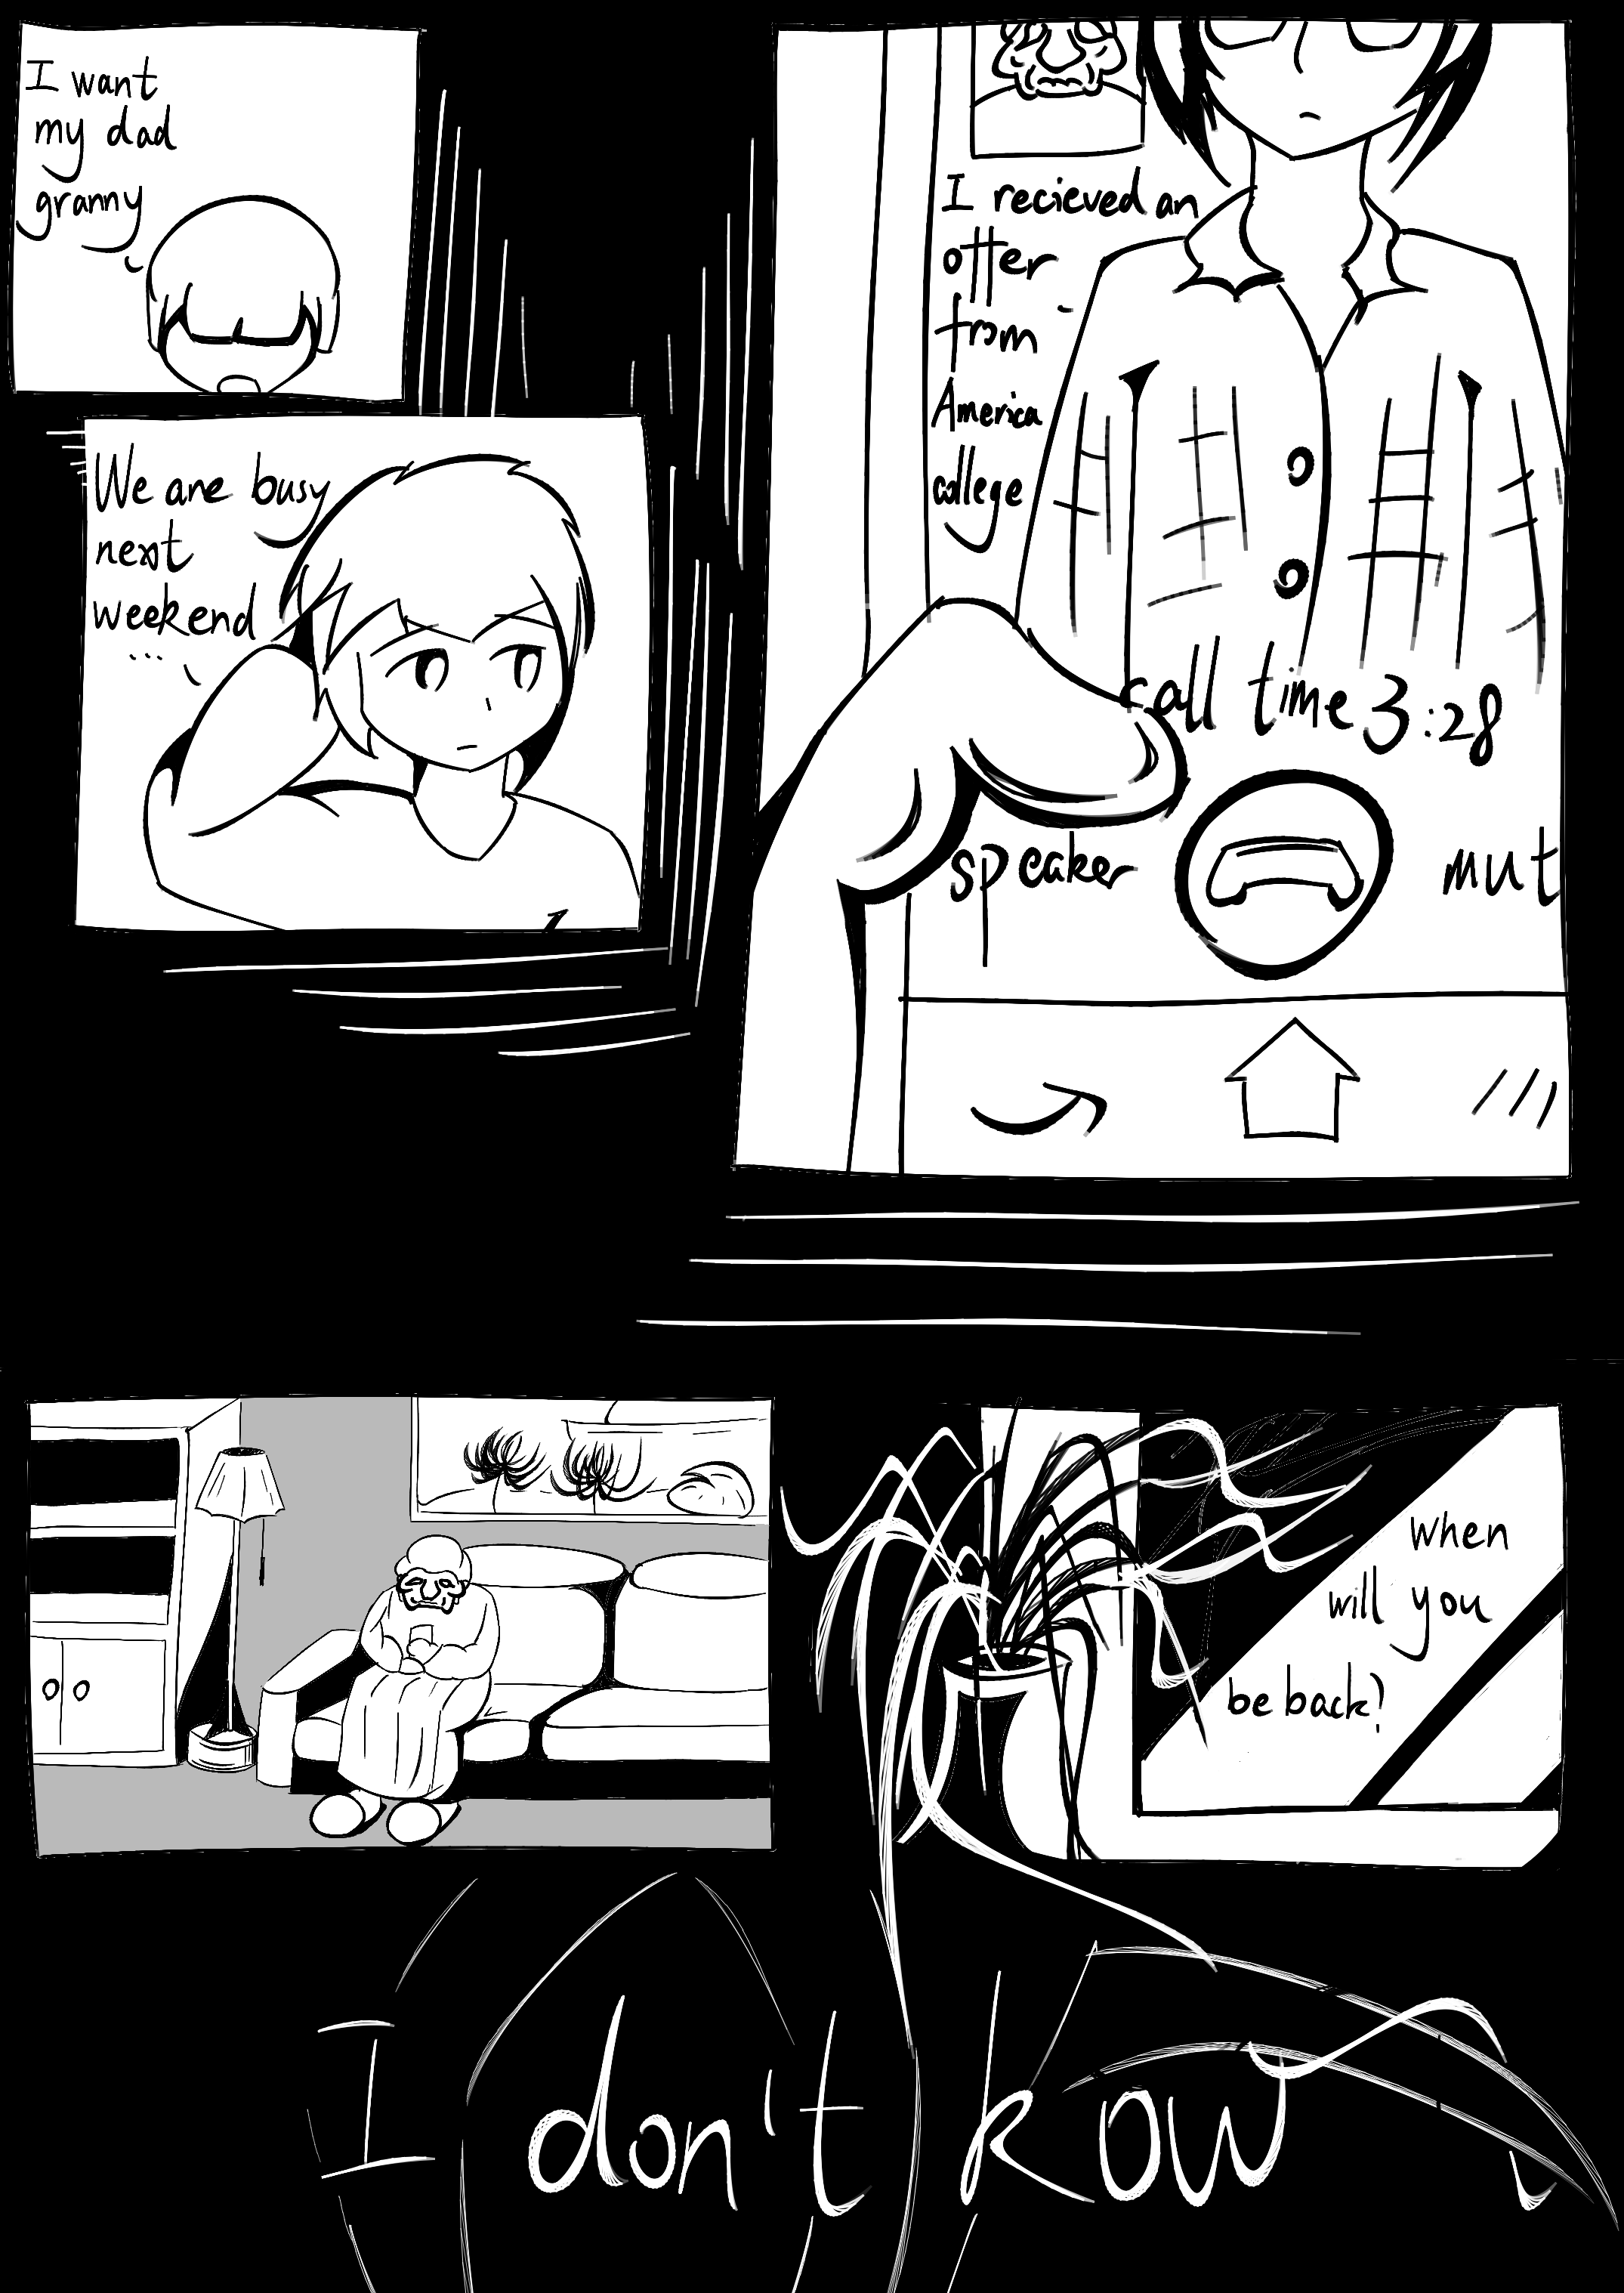 I want
my dad
granny
We are busy
next
weekend
...
I recieved an
offer
from
America
college
call time 3:28
speaker
mut
when
will you
be back?
I don't kow